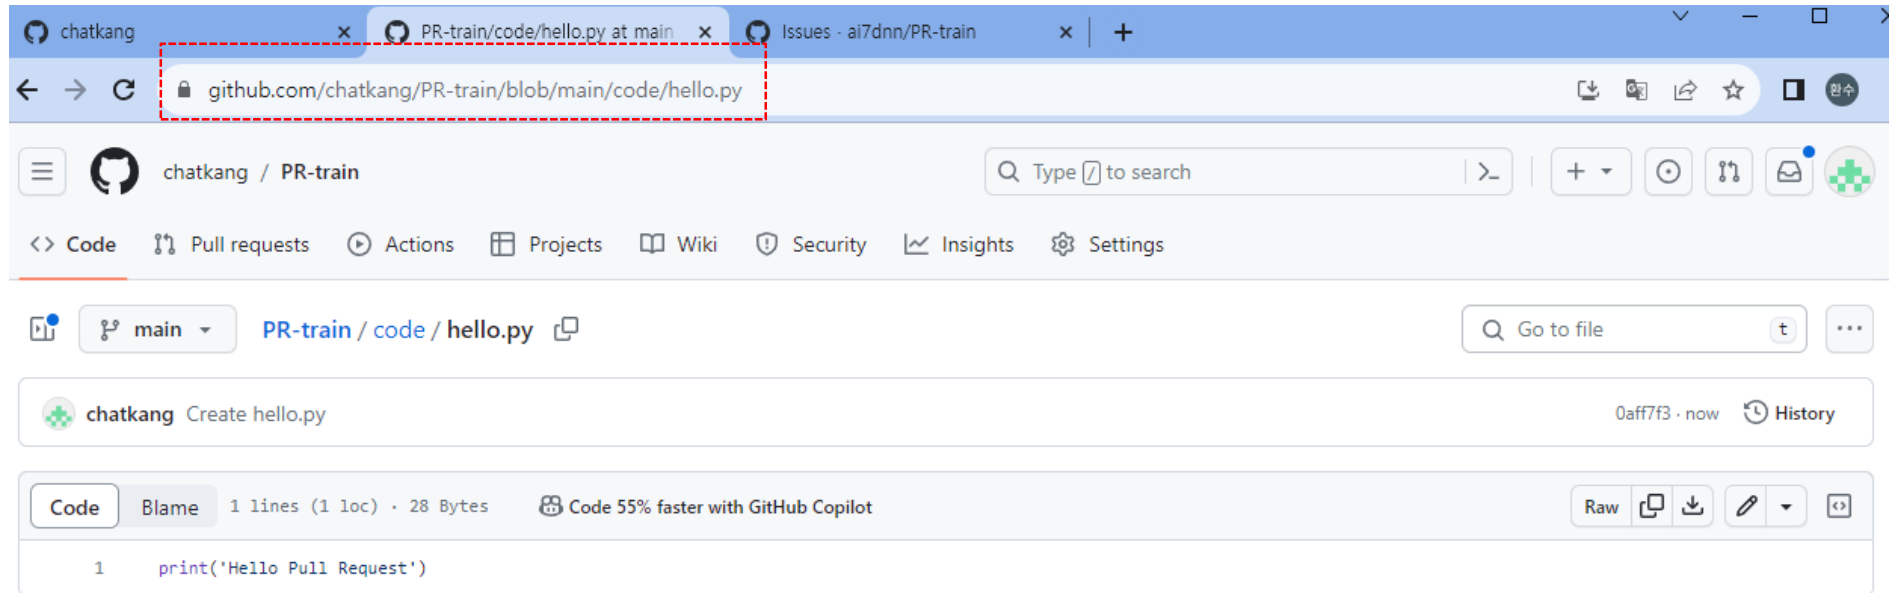 chatkang
PR-train/code/hello.py at main
Issues · ai7dnn/PR-train
github.com/chatkang/PR-train/blob/main/code/hello.py
환수
chatkang / PR-train
Type / to search
Code
Pull requests
Actions
Projects
Wiki
Security
Insights
Settings
main
PR-train / code / hello.py
Go to file
t
chatkang Create hello.py
0aff7f3 · now
History
Code
Blame
1 lines (1 loc) · 28 Bytes
Code 55% faster with GitHub Copilot
Raw
1 print('Hello Pull Request')